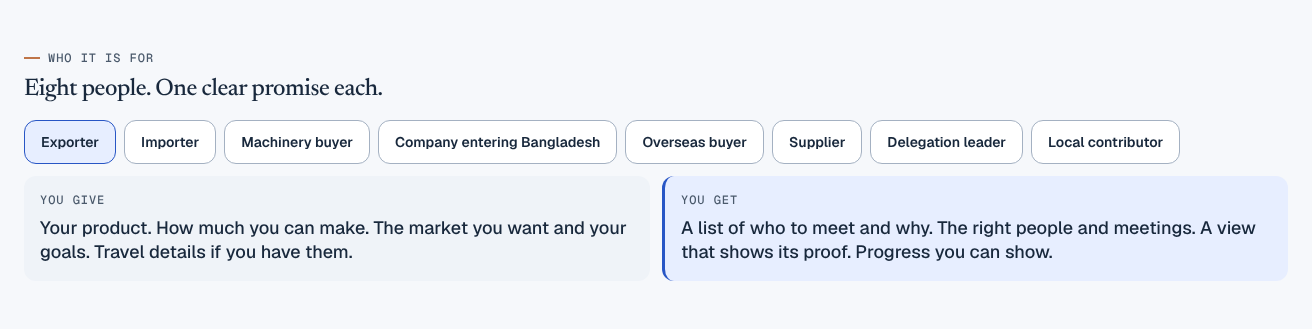 WHO IT IS FOR
Eight people. One clear promise each.
Exporter
Importer
Machinery buyer
Company entering Bangladesh
Overseas buyer
Supplier
Delegation leader
Local contributor
YOU GIVE
Your product. How much you can make. The market you want and your
goals. Travel details if you have them.
YOU GET
A list of who to meet and why. The right people and meetings. A view
that shows its proof. Progress you can show.